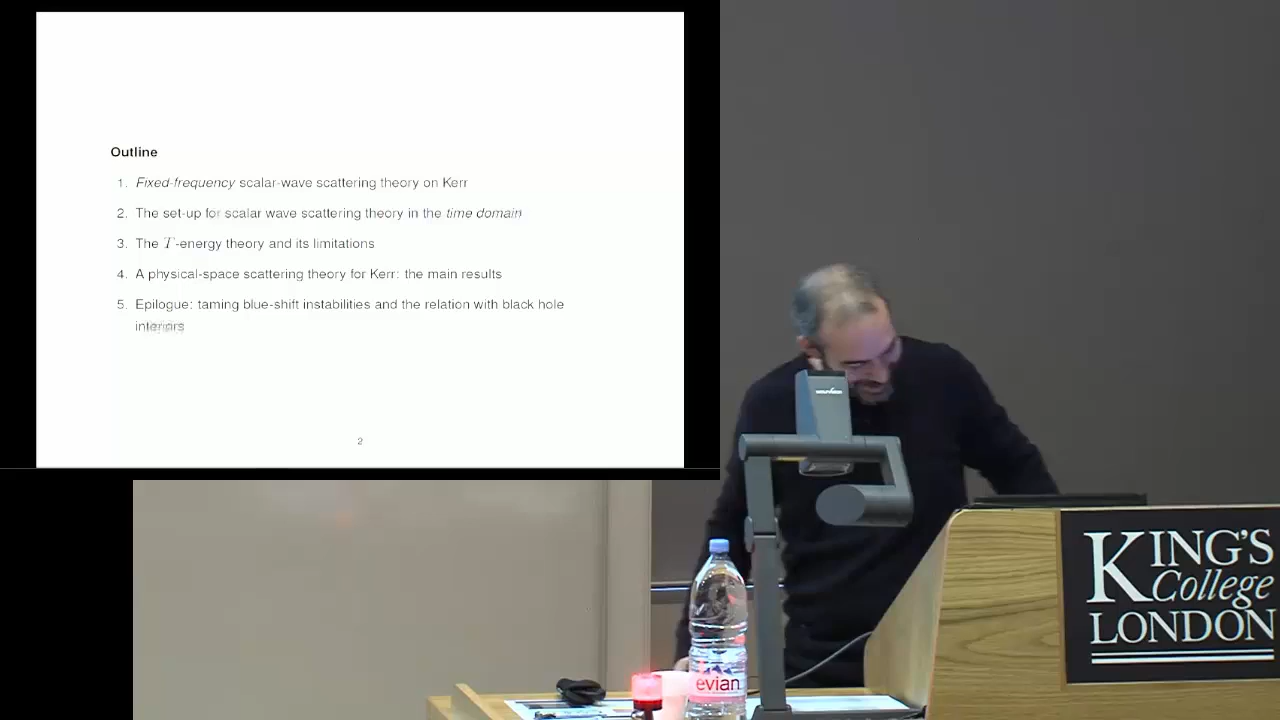 Outline
1. Fixed-frequency scalar-wave scattering theory on Kerr
2. The set-up for scalar wave scattering theory in the time domain
3. The T-energy theory and its limitations
4. A physical-space scattering theory for Kerr: the main results
5. Epilogue: taming blue-shift instabilities and the relation with black hole
interiors
2
evian
KING'S
College
LONDON